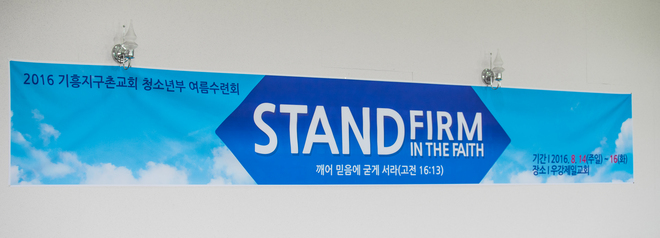 2016 기흥지구촌교회 청소년부 여름수련회
STAND FIRM
IN THE FAITH
깨어 믿음에 굳게 서라(고전 16:13)
기간 I 2016. 8. 14(주일) ~ 16(화)
장소 I 우강제일교회